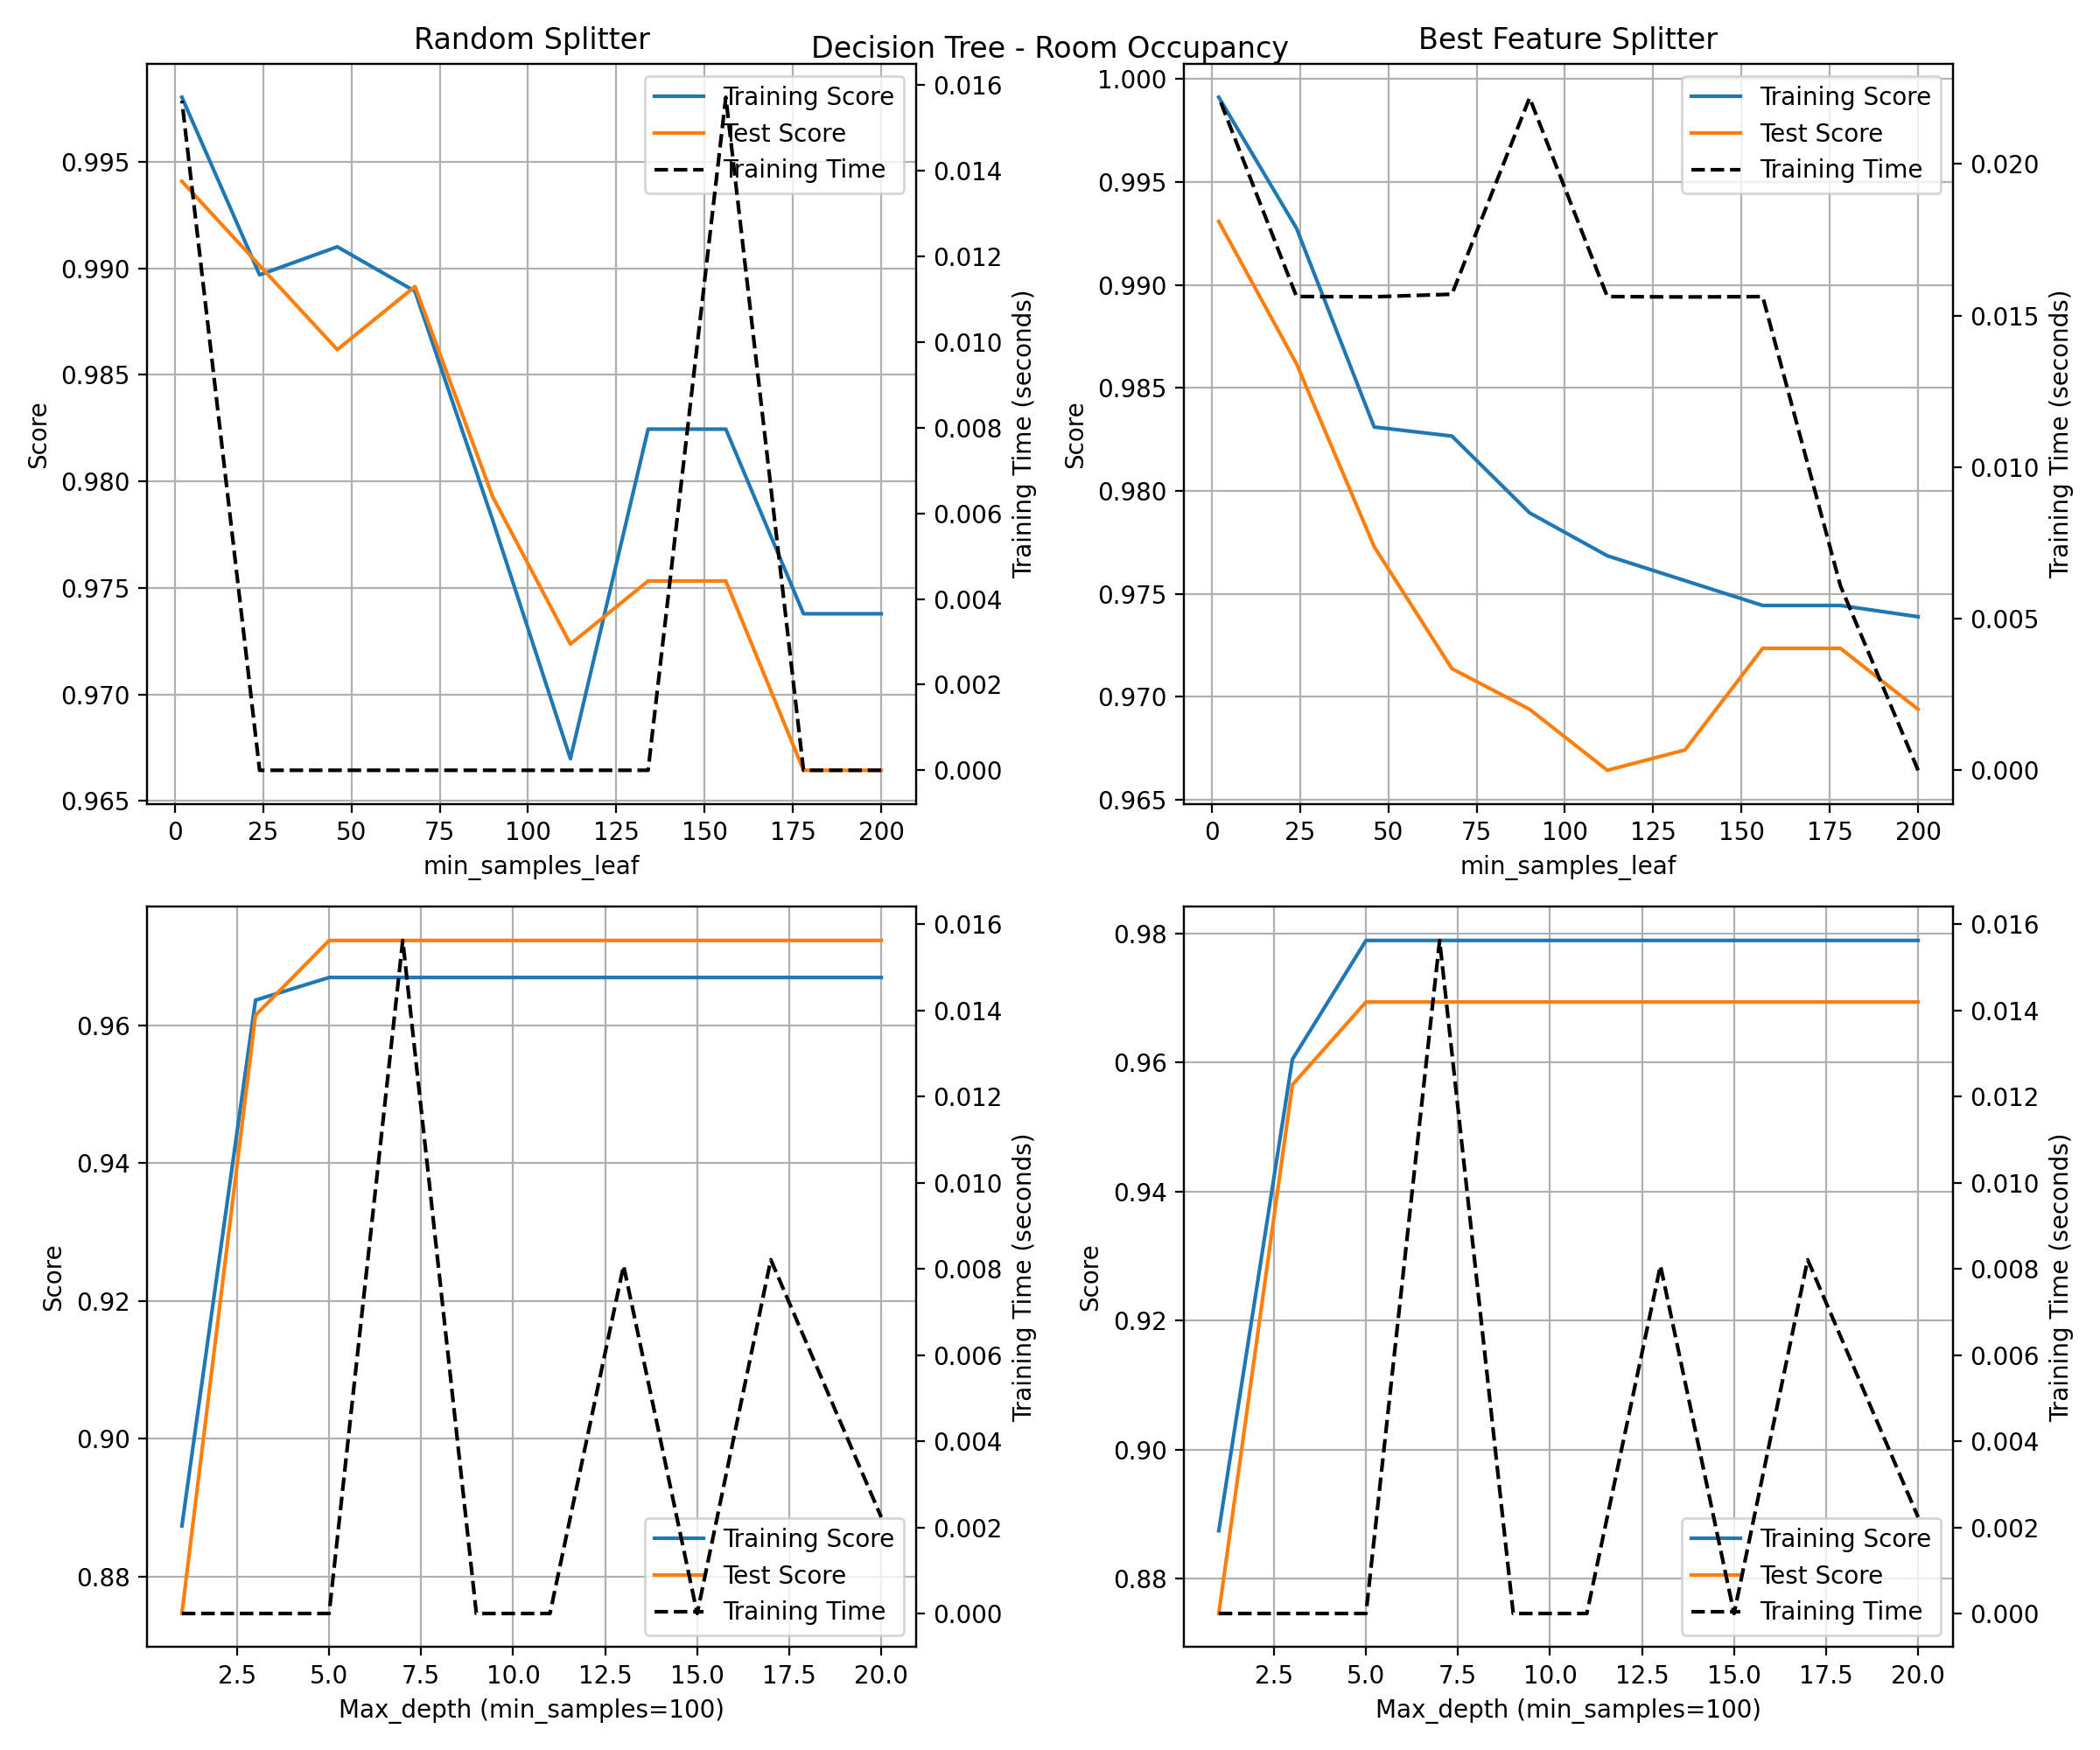 Decision Tree - Room Occupancy
Random Splitter
Training Score
Test Score
Training Time
0.995
0.990
0.985
0.980
0.975
0.970
0.965
Score
0.016
0.014
0.012
0.010
0.008
0.006
0.004
0.002
0.000
Training Time (seconds)
0 25 50 75 100 125 150 175 200
min_samples_leaf
Best Feature Splitter
Training Score
Test Score
Training Time
1.000
0.995
0.990
0.985
0.980
0.975
0.970
0.965
Score
0.020
0.015
0.010
0.005
0.000
Training Time (seconds)
0 25 50 75 100 125 150 175 200
min_samples_leaf
0.96
0.94
0.92
0.90
0.88
Score
0.016
0.014
0.012
0.010
0.008
0.006
0.004
0.002
0.000
Training Time (seconds)
Training Score
Test Score
Training Time
2.5 5.0 7.5 10.0 12.5 15.0 17.5 20.0
Max_depth (min_samples=100)
0.98
0.96
0.94
0.92
0.90
0.88
Score
0.016
0.014
0.012
0.010
0.008
0.006
0.004
0.002
0.000
Training Time (seconds)
Training Score
Test Score
Training Time
2.5 5.0 7.5 10.0 12.5 15.0 17.5 20.0
Max_depth (min_samples=100)